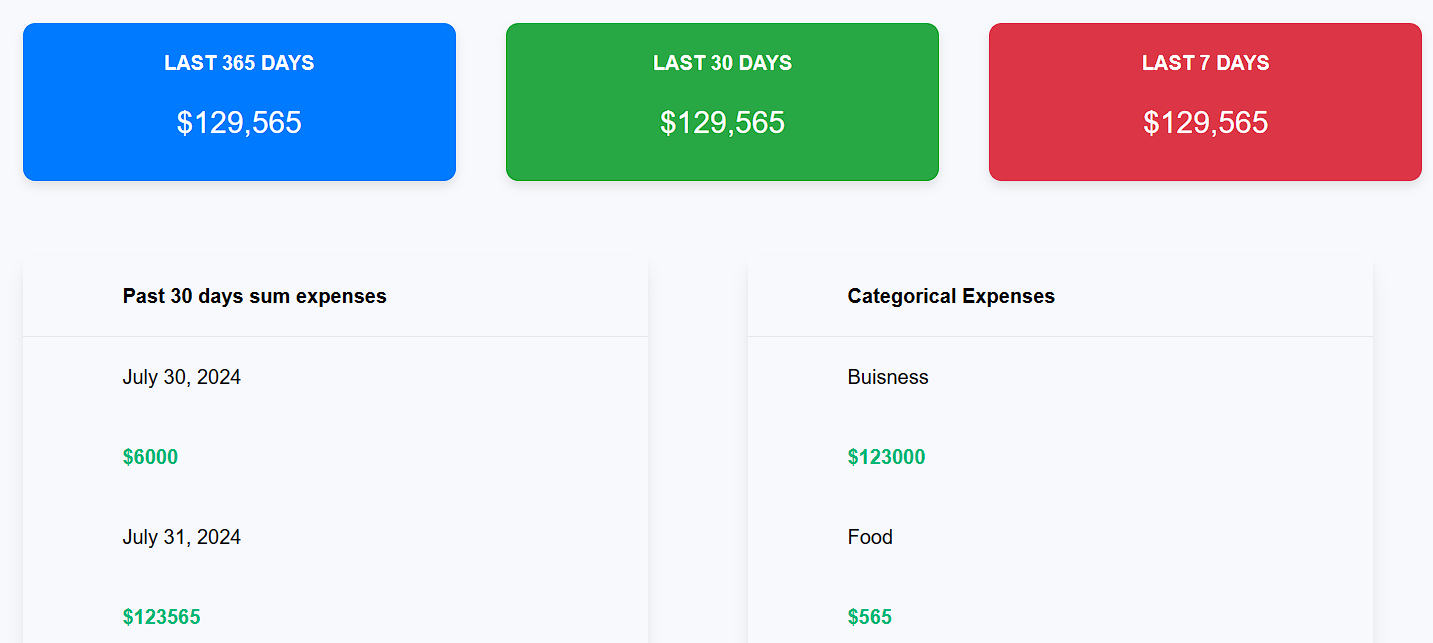 LAST 365 DAYS
$129,565
LAST 30 DAYS
$129,565
LAST 7 DAYS
$129,565
Past 30 days sum expenses
July 30, 2024
$6000
July 31, 2024
$123565
Categorical Expenses
Buisness
$123000
Food
$565